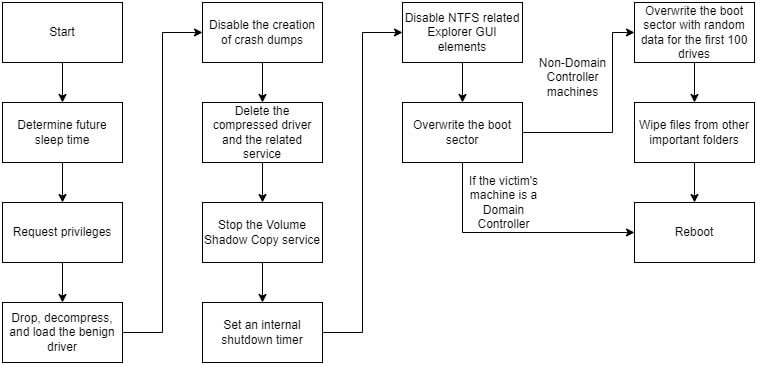 Start
Determine future
sleep time
Request privileges
Drop, decompress,
and load the benign
driver
Disable the creation
of crash dumps
Delete the
compressed driver
and the related
service
Stop the Volume
Shadow Copy service
Set an internal
shutdown timer
Disable NTFS related
Explorer GUI
elements
Overwrite the boot
sector
Non-Domain
Controller
machines
If the victim's
machine is a
Domain
Controller
Overwrite the boot
sector with random
data for the first 100
drives
Wipe files from other
important folders
Reboot